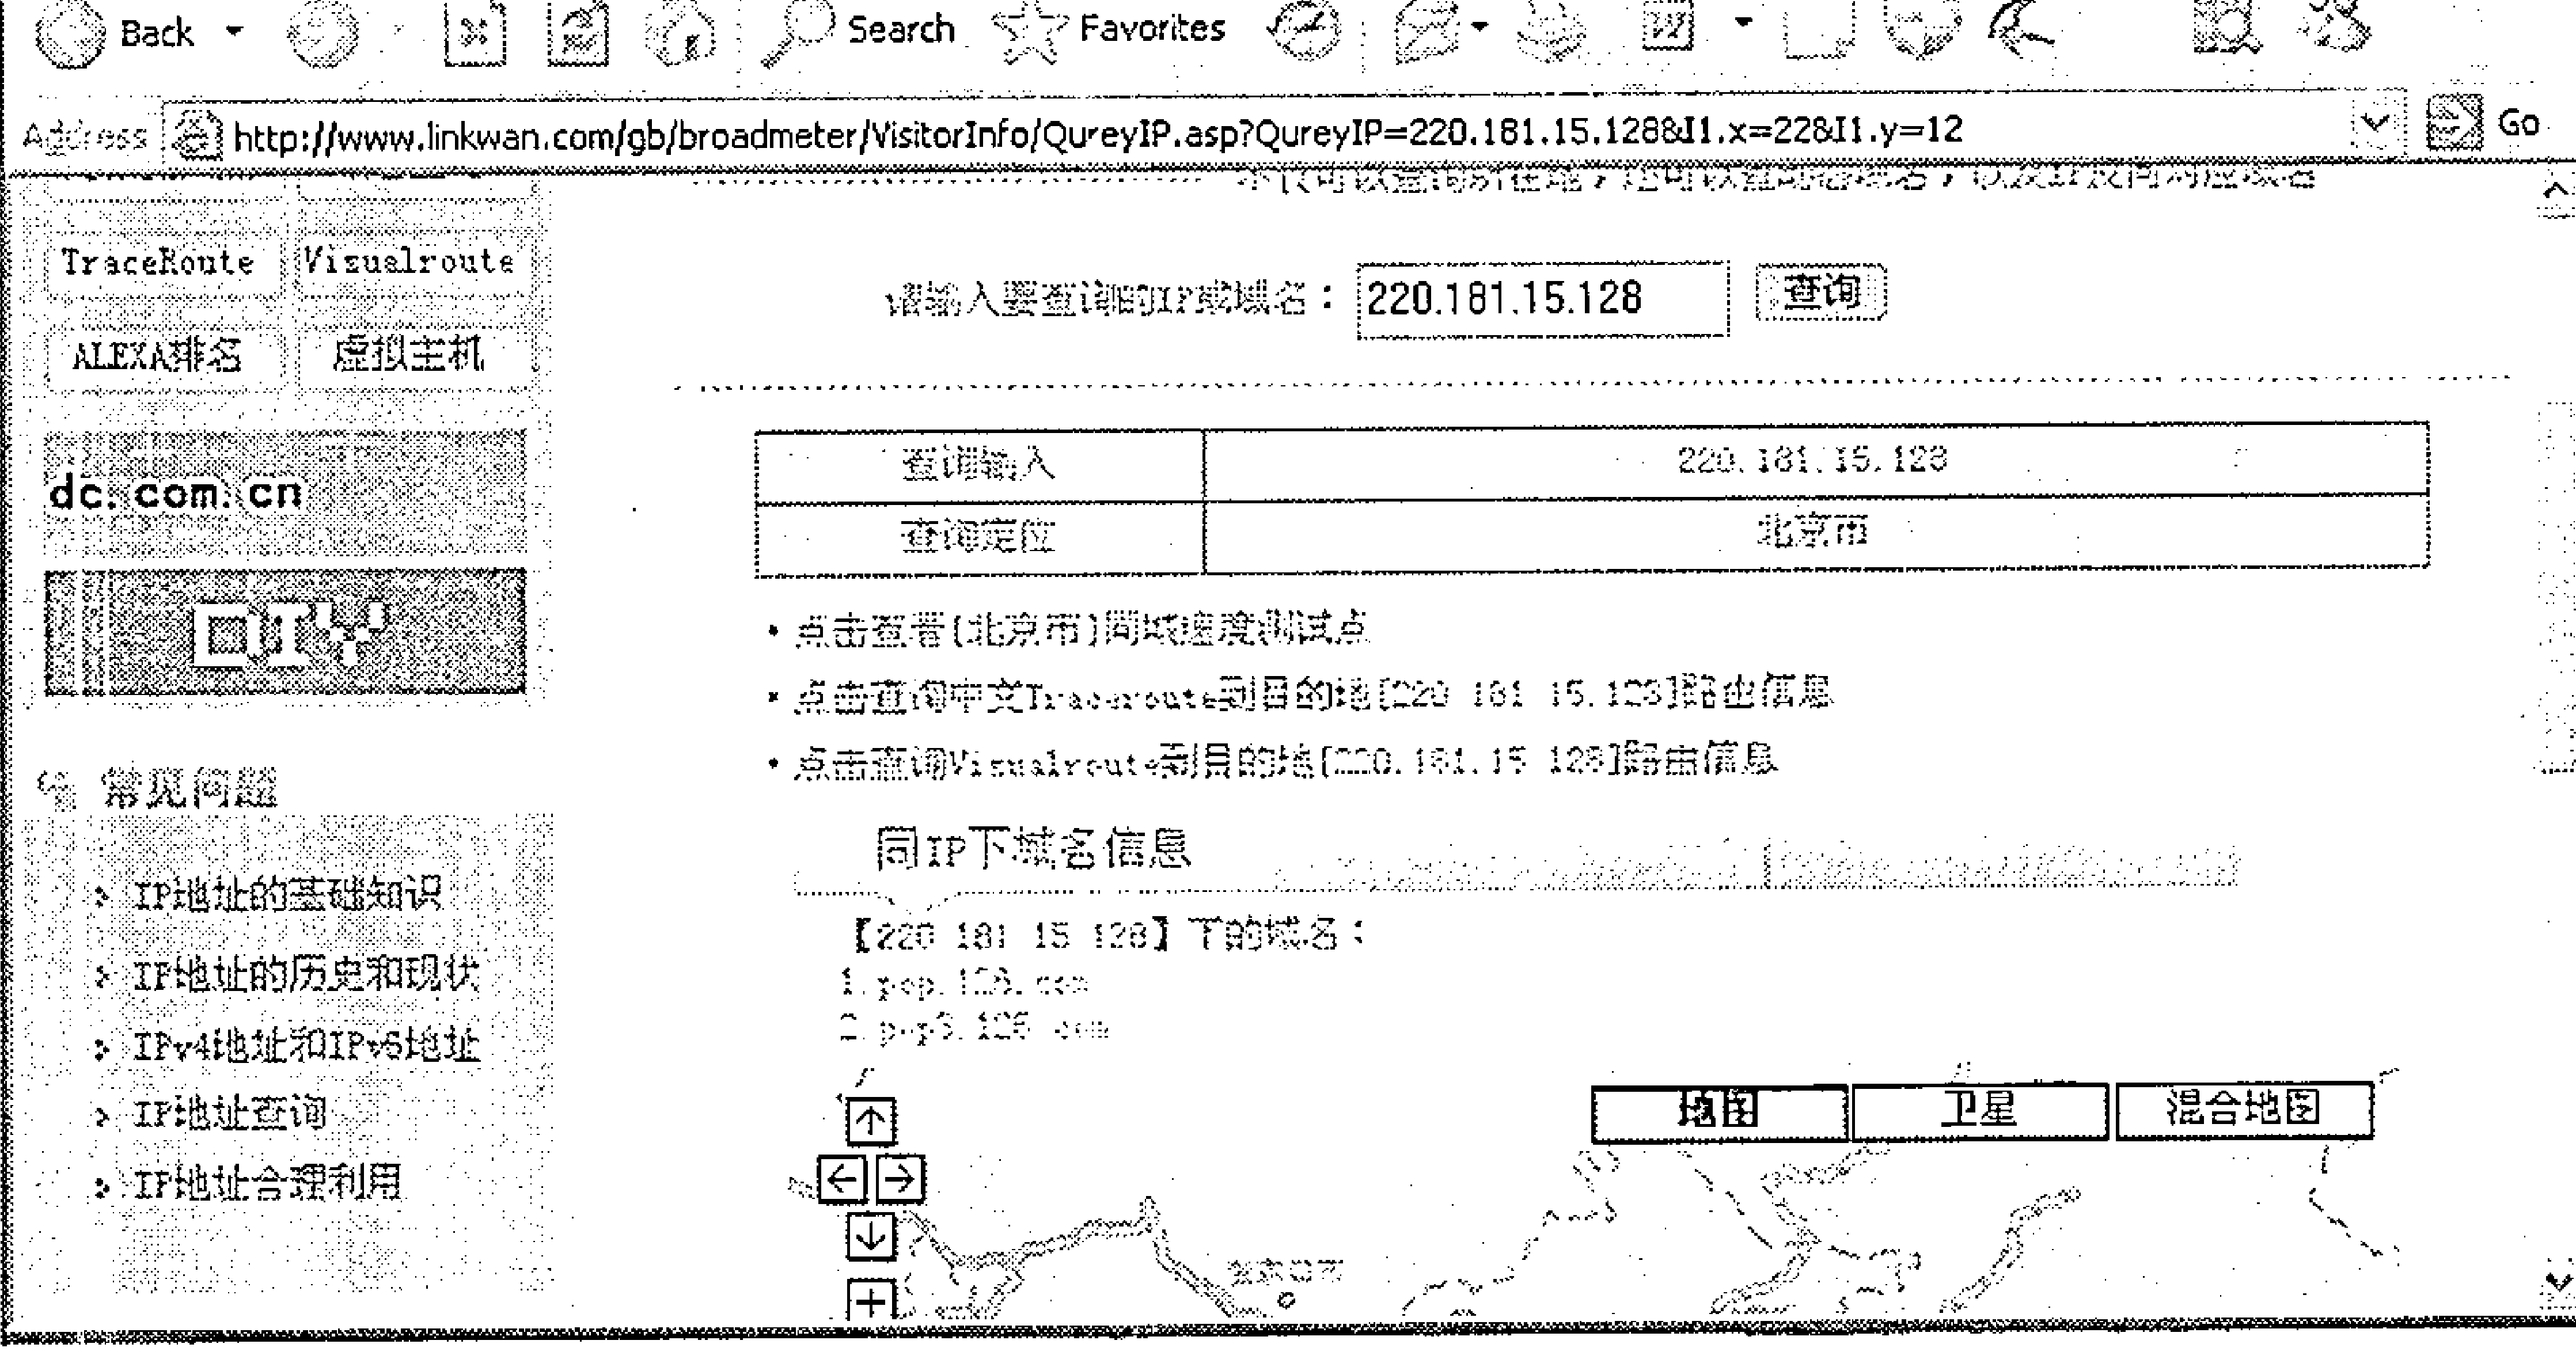 Back Search Favorites
Address http://www.linkwan.com/gb/broadmeter/VisitorInfo/QureyIP.asp?QureyIP=220.181.15.128&I1.x=22&I1.y=12 Go
TraceRoute Visualroute
请输入要查询的IP或域名： 220.181.15.128 查询
ALEXA排名 虚拟主机
查询输入 220.181.15.128
dc.com.cn
查询定位 北京市
DIY
• 点击查看[北京市]同城速度测试点
• 点击查询中文Traceroute到目的地[220.181.15.128]路由信息
• 点击查询Visualroute到目的地[220.181.15.128]路由信息
常见问题
同IP下域名信息
IP地址的基础知识
【220.181.15.128】下的域名：
IP地址的历史和现状
1.pop.126.com
2.pop3.126.com
IPv4地址和IPv6地址
地图 卫星 混合地图
IP地址查询
IP地址合理利用